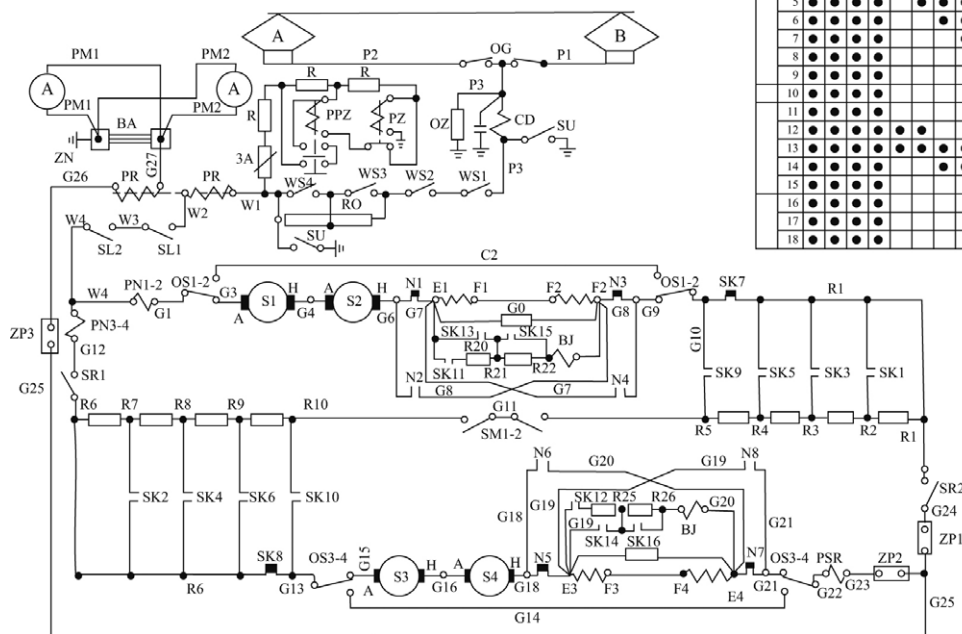 A B
PM1 PM2 P2 OG P1
A PM2 A R R P3
PM1 PM2 R PPZ PZ OZ CD SU
BA
ZN G27 3A P3
G26 PR PR W1 WS4 WS3 WS2 WS1
W2 RO
W4 W3 SU
SL2 SL1
C2
W4 PN1-2 OS1-2 G3 S1 H A S2 H N1 E1 F1 F2 F2 N3 OS1-2 SK7 R1
G1 A G4 G6 G7 G0 G8 G9
ZP3 PN3-4 SK13 SK15 BJ G10
G12 R20 R22
SK11 R21
SR1 N2 G8 G7 N4 SK9 SK5 SK3 SK1
G25
R6 R7 R8 R9 R10 G11 R5 R4 R3 R2 R1
SM1-2
N6 G20 G19 N8
SK2 SK4 SK6 SK10 G18 G19 SK12 R25 R26 G20 G21 SR2
G19 BJ G24
SK14 SK16 ZP1
SK8 OS3-4 G15 S3 H A S4 H N5 N7 OS3-4 PSR ZP2
R6 G13 A G16 G18 E3 F3 F4 E4 G21 G22 G23 G25
G14
5
6
7
8
9
10
11
12
13
14
15
16
17
18